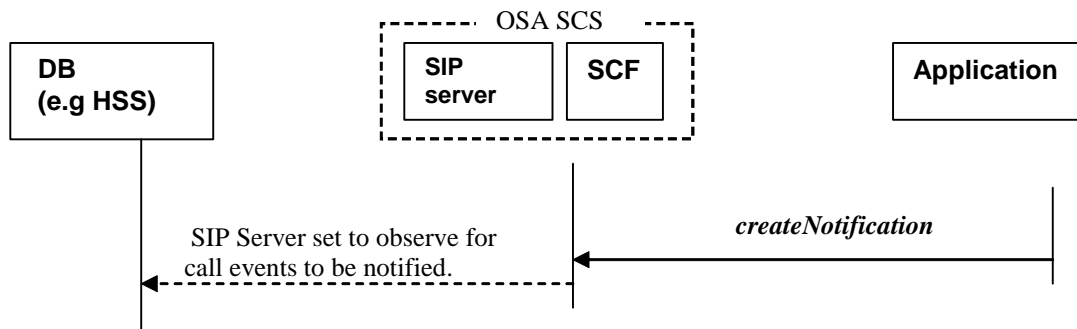 OSA SCS
DB
(e.g HSS)
SIP
server
SCF
Application
createNotification
SIP Server set to observe for
call events to be notified.